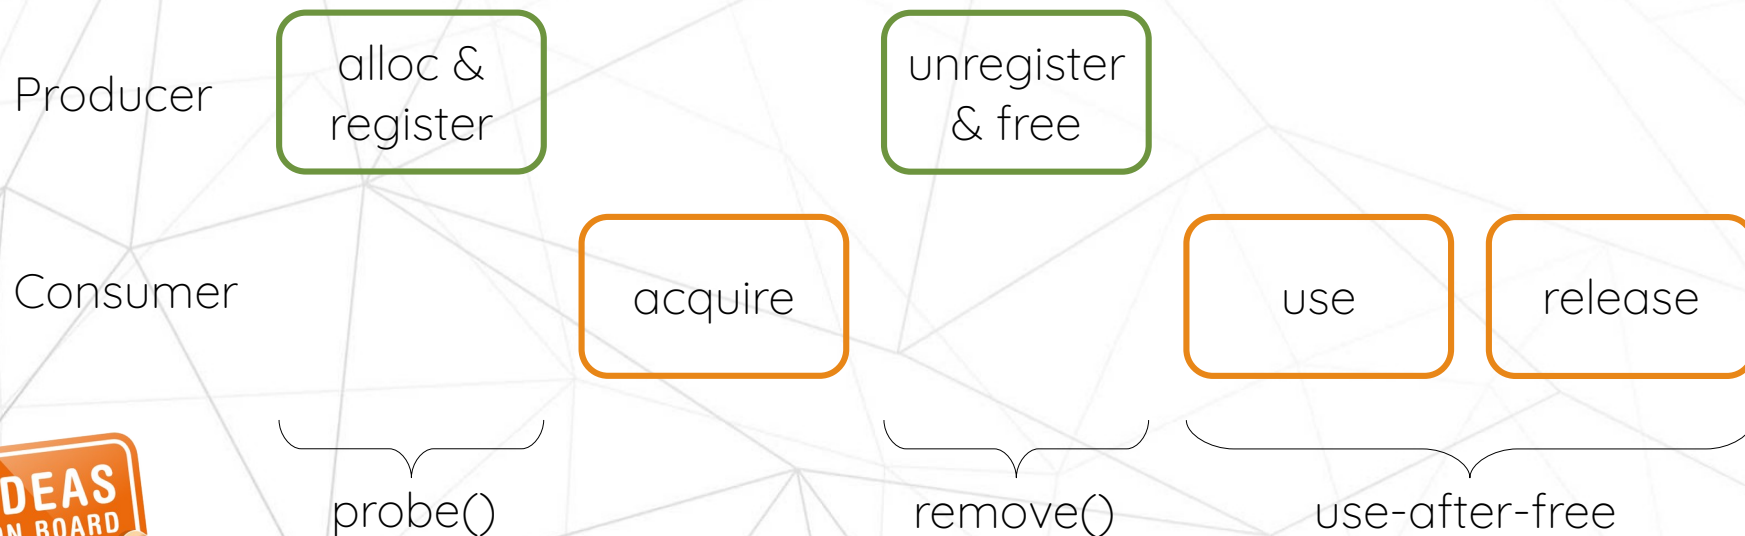 Producer
alloc &
register
unregister
& free
Consumer
acquire
use
release
DEAS
N BOARD
probe()
remove()
use-after-free